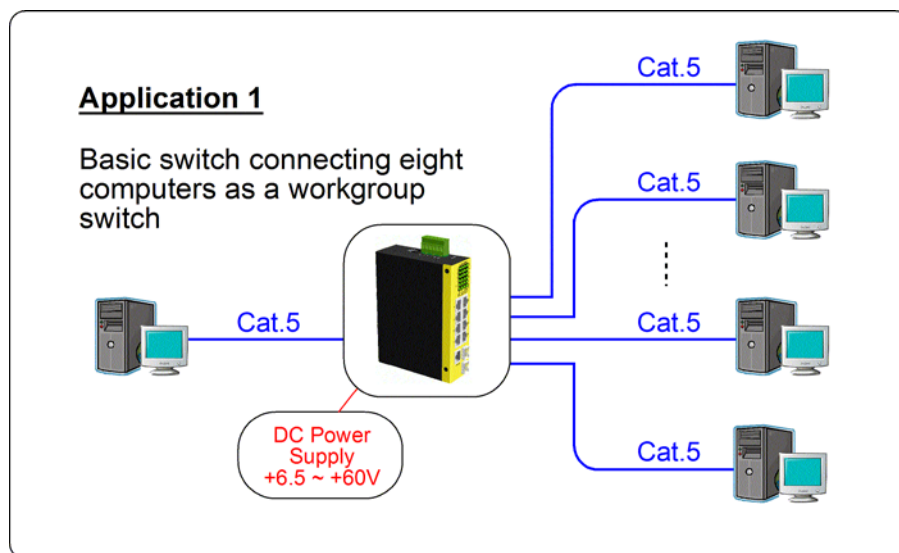 Application 1
Basic switch connecting eight
computers as a workgroup
switch
Cat.5
Cat.5
Cat.5
Cat.5
Cat.5
DC Power
Supply
+6.5 ~ +60V